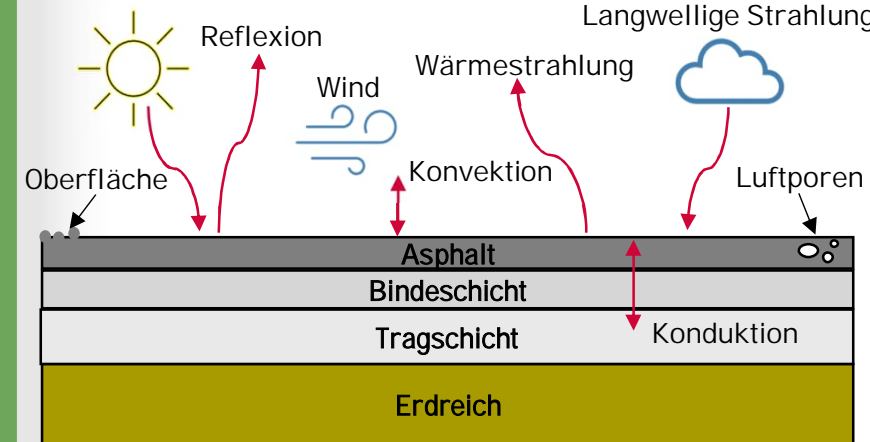 Langwellige Strahlung
Reflexion
Wärmestrahlung
Wind
Konvektion
Oberfläche
Luftporen
Asphalt
Bindeschicht
Tragschicht
Konduktion
Erdreich